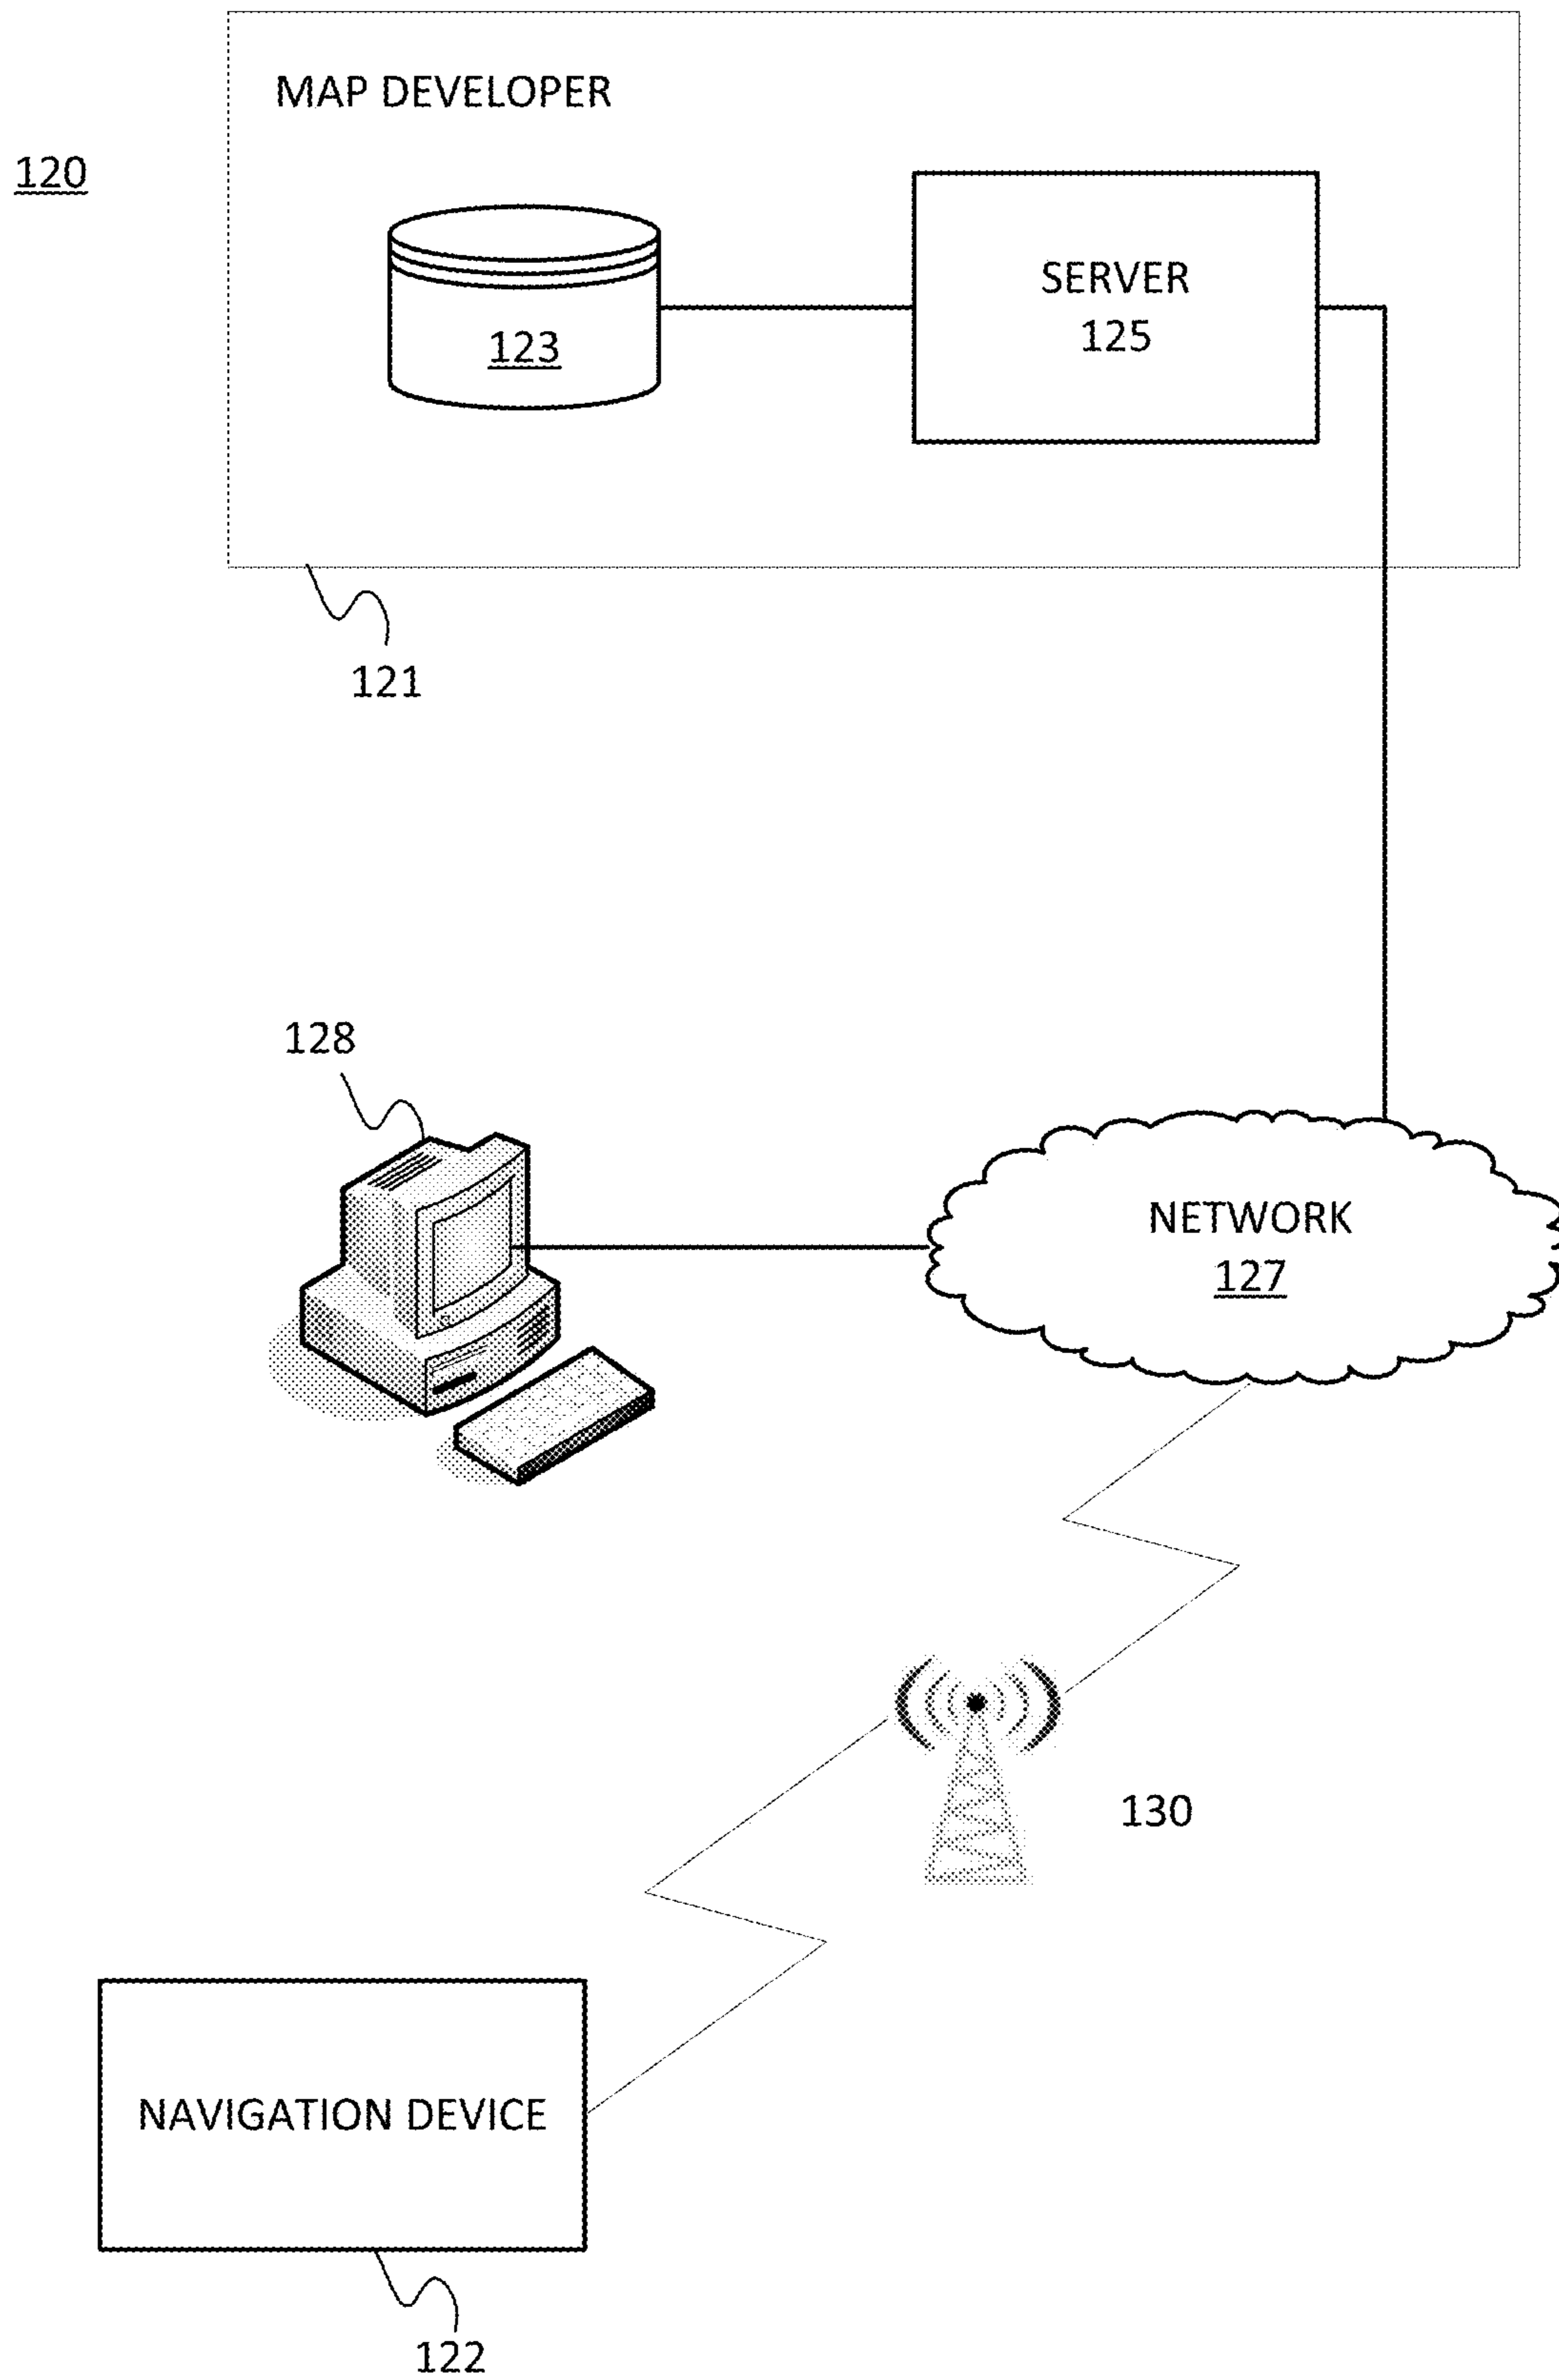 MAP DEVELOPER
120
SERVER
125
123
121
128
NETWORK
127
130
NAVIGATION DEVICE
122